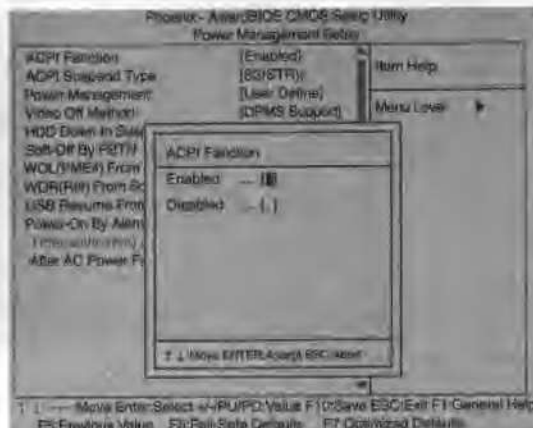 Phoenix - AwardBIOS CMOS Setup Utility
Power Management Setup
ACPI Function [Enabled]
ACPI Suspend Type [S3(STR)]
Power Management [User Define]
Video Off Method [DPMS Support]
HDD Down In Sus
Soft-Off By PBTN
WOL(PME#) From
WOR(RI#) From So
USB Resume From
Power-On By Alarm
After AC Power F
Item Help
Menu Level
ACPI Function
Enabled ... [■]
Disabled ... [ ]
↑ ↓ Move ENTER:Accept ESC:Abort
Move Enter:Select +/-/PU/PD:Value F10:Save ESC:Exit F1:General Help
F5:Previous Value F6:Fail-Safe Defaults F7:Optimized Defaults